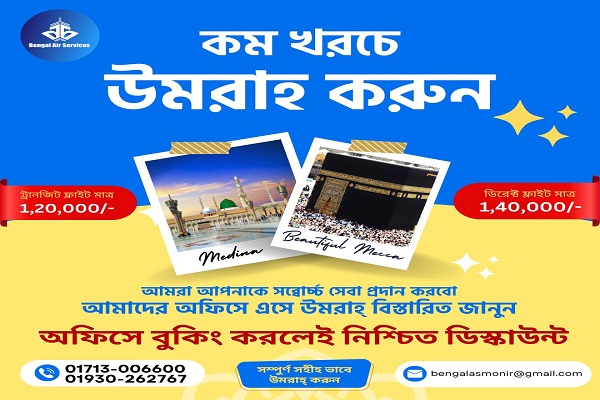 Bengal Air Services
কম খরচে
উমরাহ করুন
ট্রানজিট ফ্লাইট মাত্র
1,20,000/-
ডিরেক্ট ফ্লাইট মাত্র
1,40,000/-
Medina
Beautiful Mecca
আমরা আপনাকে সর্ব্বোচ্চ সেবা প্রদান করবো
আমাদের অফিসে এসে উমরাহ্ বিস্তারিত জানুন
অফিসে বুকিং করলেই নিশ্চিত ডিস্কাউন্ট
01713-006600
01930-262767
সম্পুর্ণ সহীহ ভাবে
উমরাহ্ করুন
bengalasmonir@gmail.com